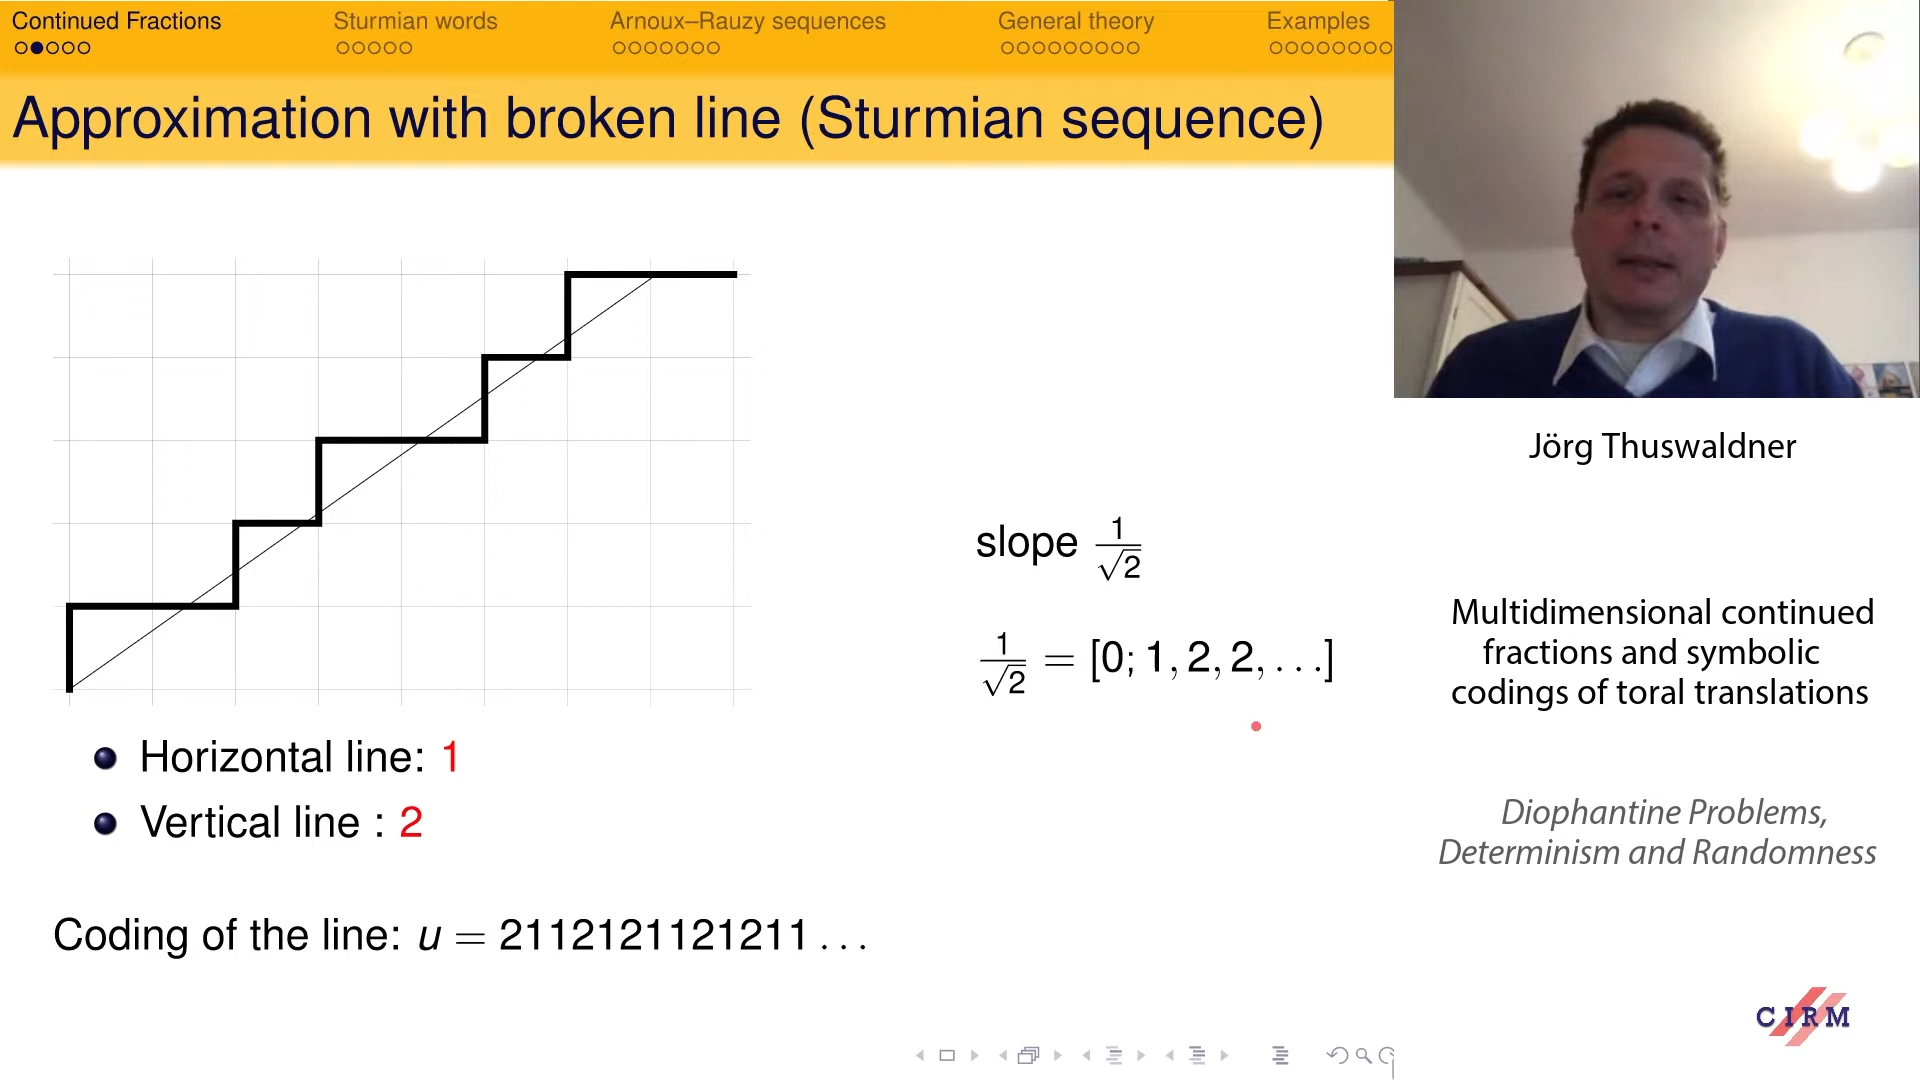 Continued Fractions Sturmian words Arnoux–Rauzy sequences General theory Examples
Approximation with broken line (Sturmian sequence)
slope 1/√2
1/√2 = [0; 1, 2, 2, . . .]
Horizontal line: 1
Vertical line : 2
Coding of the line: u = 2112121121211 . . .
Jörg Thuswaldner
Multidimensional continued
fractions and symbolic
codings of toral translations
Diophantine Problems,
Determinism and Randomness
CIRM